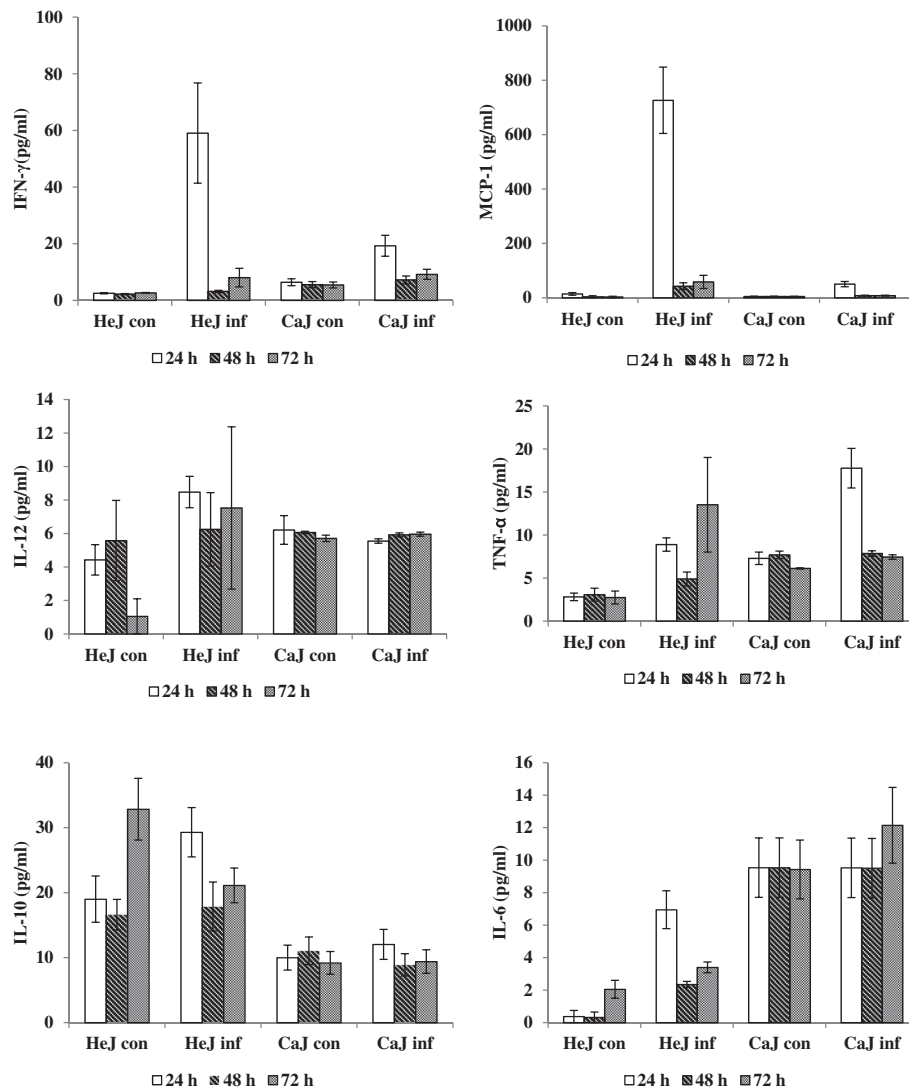 100
80
60
40
20
0
IFN-γ(pg/ml)
HeJ con HeJ inf CaJ con CaJ inf
24 h 48 h 72 h
1000
800
600
400
200
0
MCP-1 (pg/ml)
HeJ con HeJ inf CaJ con CaJ inf
24 h 48 h 72 h
14
12
10
8
6
4
2
0
IL-12 (pg/ml)
HeJ con HeJ inf CaJ con CaJ inf
24 h 48 h 72 h
25
20
15
10
5
0
TNF-α (pg/ml)
HeJ con HeJ inf CaJ con CaJ inf
24 h 48 h 72 h
40
30
20
10
0
IL-10 (pg/ml)
HeJ con HeJ inf CaJ con CaJ inf
24 h 48 h 72 h
16
14
12
10
8
6
4
2
0
IL-6 (pg/ml)
HeJ con HeJ inf CaJ con CaJ inf
24 h 48 h 72 h